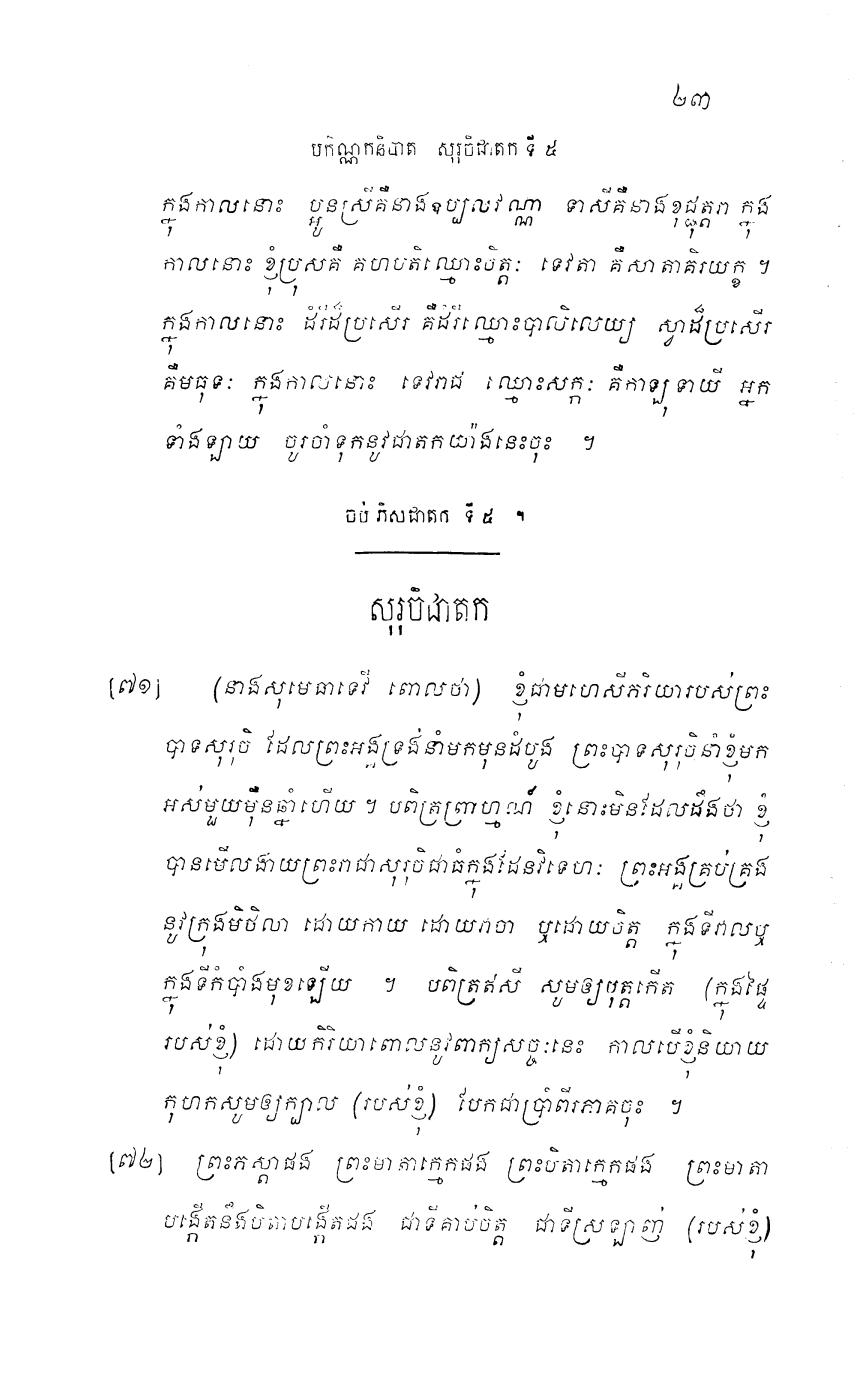 ២៣
បកិណ្ណកនិបាត សុរុចិជាតក ទី ៥
ក្នុងកាលនោះ ប្អូនស្រីគឺនាងឧប្បលវណ្ណា ទាសីគឺនាងខុជ្ជុត្តរា ក្នុង
កាលនោះ ខ្ញុំប្រុសគឺ គហបតិឈ្មោះចិត្តៈ ទេវតា គឺសាតាគិរយក្ខ ។
ក្នុងកាលនោះ ដំរីដ៏ប្រសើរ គឺដំរីឈ្មោះបាលិលេយ្យ ស្វាដ៏ប្រសើរ
គឺមធុទៈ ក្នុងកាលនោះ ទេវរាជ ឈ្មោះសក្កៈ គឺកាឡុទាយី អ្នក
ទាំងឡាយ ចូរចាំទុកនូវជាតកយ៉ាងនេះចុះ ។
ចប់ ភិសជាតក ទី ៥ ។
សុរុចិជាតក
[៧១] (នាងសុមេធាទេវី ពោលថា) ខ្ញុំជាមហេសីភរិយារបស់ព្រះ
បាទសុរុចិ ដែលព្រះអង្គទ្រង់នាំមកមុនដំបូង ព្រះបាទសុរុចិនាំខ្ញុំមក
អស់មួយម៉ឺនឆ្នាំហើយ ។ បពិត្រព្រាហ្មណ៍ ខ្ញុំនោះមិនដែលដឹងថា ខ្ញុំ
បានមើលងាយព្រះរាជាសុរុចិជាធំក្នុងដែនវិទេហៈ ព្រះអង្គគ្រប់គ្រង
នូវក្រុងមិថិលា ដោយកាយ ដោយវាចា ឬដោយចិត្ត ក្នុងទីវាលឬ
ក្នុងទីកំបាំងមុខឡើយ ។ បពិត្រឥសី សូមឲ្យបុត្តកើត (ក្នុងផ្ទៃ
របស់ខ្ញុំ) ដោយកិរិយាពោលនូវពាក្យសច្ចៈនេះ កាលបើខ្ញុំនិយាយ
កុហកសូមឲ្យក្បាល (របស់ខ្ញុំ) បែកជាប្រាំពីរភាគចុះ ។
[៧២] ព្រះភស្តាផង ព្រះមាតាក្មេកផង ព្រះបិតាក្មេកផង ព្រះមាតា
បង្កើតនឹងបិតាបង្កើតផង ជាទីគាប់ចិត្ត ជាទីស្រឡាញ់ (របស់ខ្ញុំ)